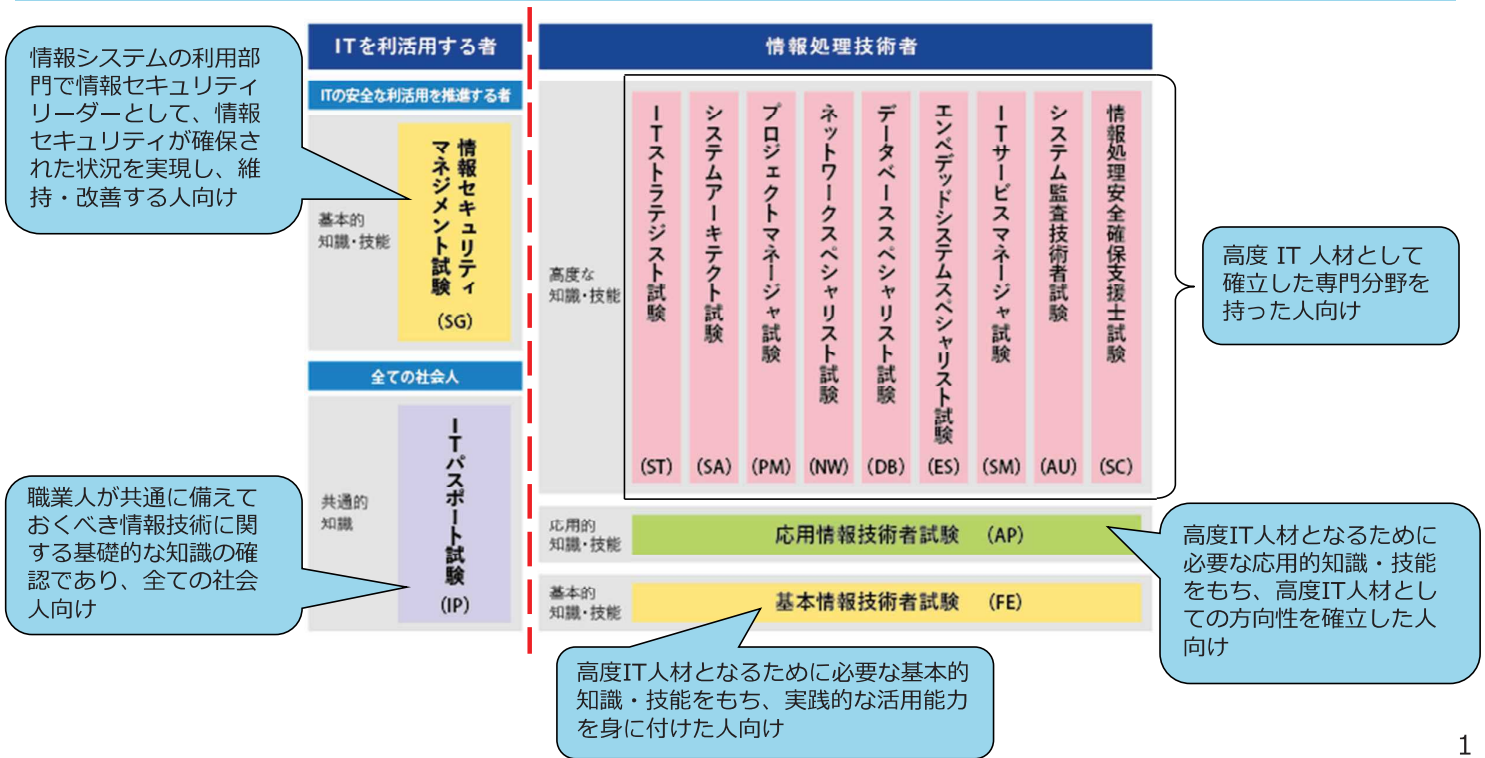 情報システムの利用部
門で情報セキュリティ
リーダーとして、情報
セキュリティが確保さ
れた状況を実現し、維
持・改善する人向け
ITを利活用する者
ITの安全な利活用を推進する者
基本的
知識・技能
情報セキュリティ
マネジメント試験
(SG)
全ての社会人
共通的
知識
ITパスポート試験
(IP)
職業人が共通に備えて
おくべき情報技術に関
する基礎的な知識の確
認であり、全ての社会
人向け
情報処理技術者
高度な
知識・技能
ITストラテジスト試験
(ST)
システムアーキテクト試験
(SA)
プロジェクトマネージャ試験
(PM)
ネットワークスペシャリスト試験
(NW)
データベーススペシャリスト試験
(DB)
エンベデッドシステムスペシャリスト試験
(ES)
ITサービスマネージャ試験
(SM)
システム監査技術者試験
(AU)
情報処理安全確保支援士試験
(SC)
高度 IT 人材として
確立した専門分野を
持った人向け
応用的
知識・技能
応用情報技術者試験 (AP)
高度IT人材となるために
必要な応用的知識・技能
をもち、高度IT人材とし
ての方向性を確立した人
向け
基本的
知識・技能
基本情報技術者試験 (FE)
高度IT人材となるために必要な基本的
知識・技能をもち、実践的な活用能力
を身に付けた人向け
1